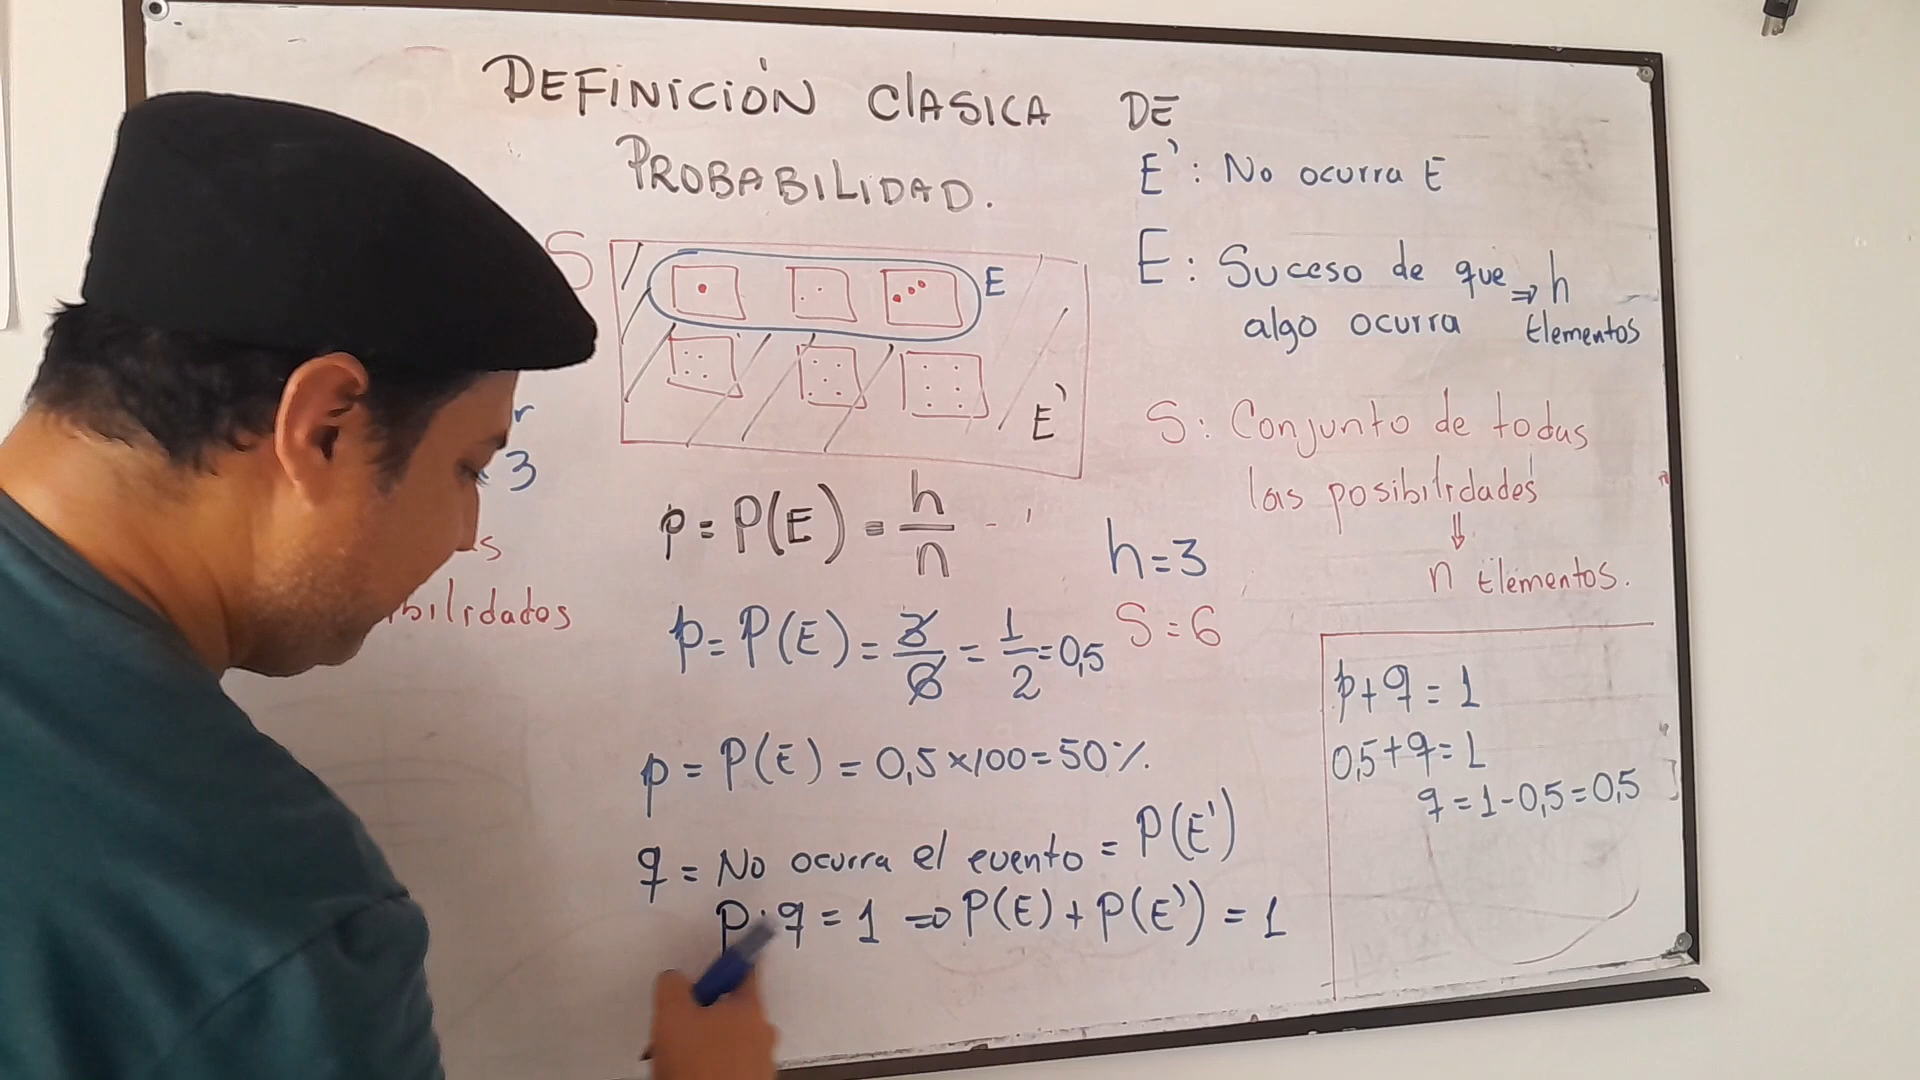 DEFINICIÓN ClASICA DE
PROBABILIDAD.
E' : No ocurra E
S
E
E'
E : Suceso de que ⇒ h
algo ocurra Elementos
r
3
S : Conjunto de todas
las posibilidades
⇓
n Elementos.
p = P(E) = h/n
h = 3
S = 6
p = P(E) = 3/6 = 1/2 = 0,5
p = P(E) = 0,5 x 100 = 50 %
q = No ocurra el evento = P(E')
q = 1 ⇒ P(E) + P(E') = 1
p + q = 1
0,5 + q = 1
q = 1 - 0,5 = 0,5